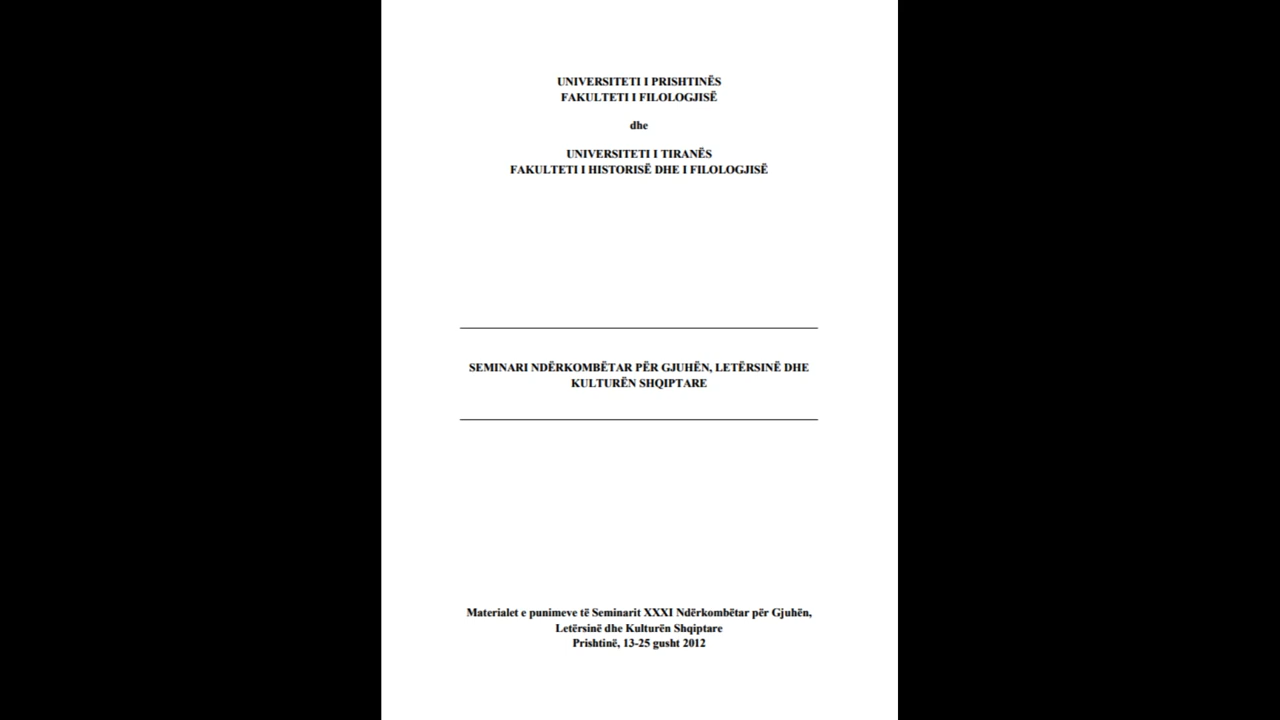 UNIVERSITETI I PRISHTINËS
FAKULTETI I FILOLOGJISË
dhe
UNIVERSITETI I TIRANËS
FAKULTETI I HISTORISË DHE I FILOLOGJISË
SEMINARI NDËRKOMBËTAR PËR GJUHËN, LETËRSINË DHE
KULTURËN SHQIPTARE
Materialet e punimeve të Seminarit XXXI Ndërkombëtar për Gjuhën,
Letërsinë dhe Kulturën Shqiptare
Prishtinë, 13-25 gusht 2012